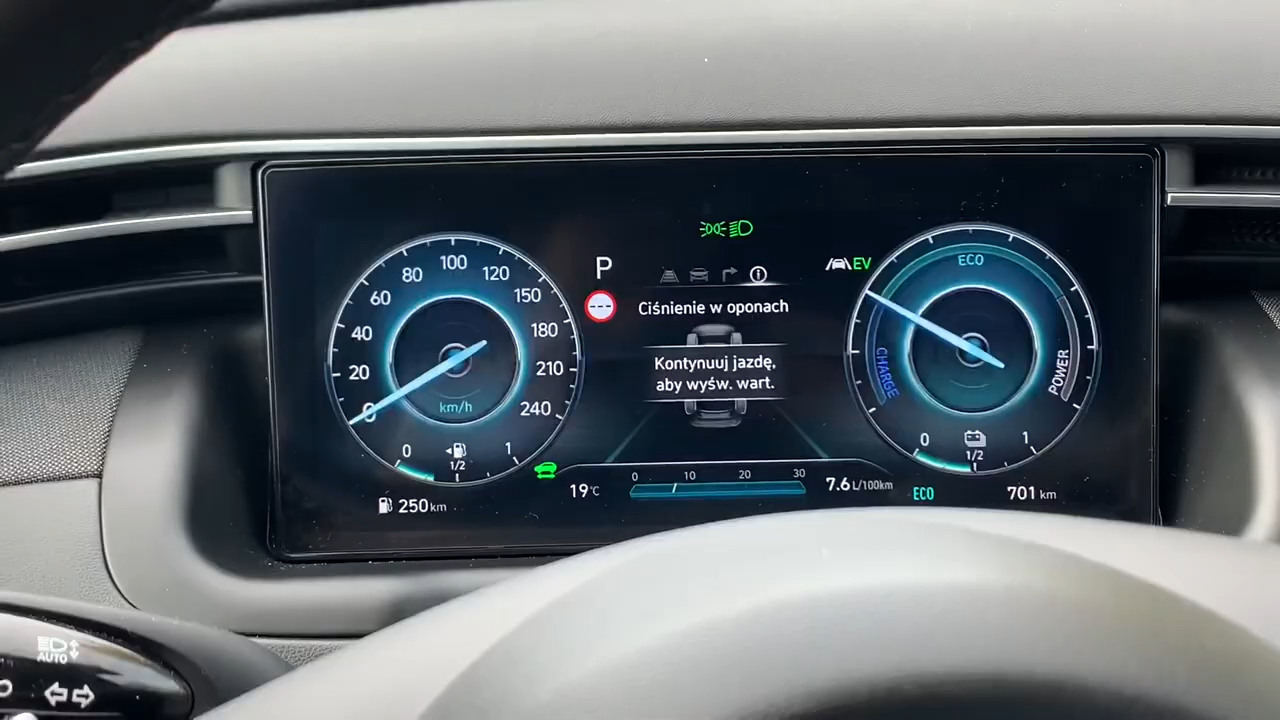 P
EV
Ciśnienie w oponach
Kontynuuj jazdę,
aby wyśw. wart.
0
20
40
60
80
100
120
150
180
210
240
km/h
0
1/2
1
250 km
ECO
CHARGE
POWER
0
1/2
1
19°C
0
10
20
30
7.6 L/100km
ECO
701 km
AUTO